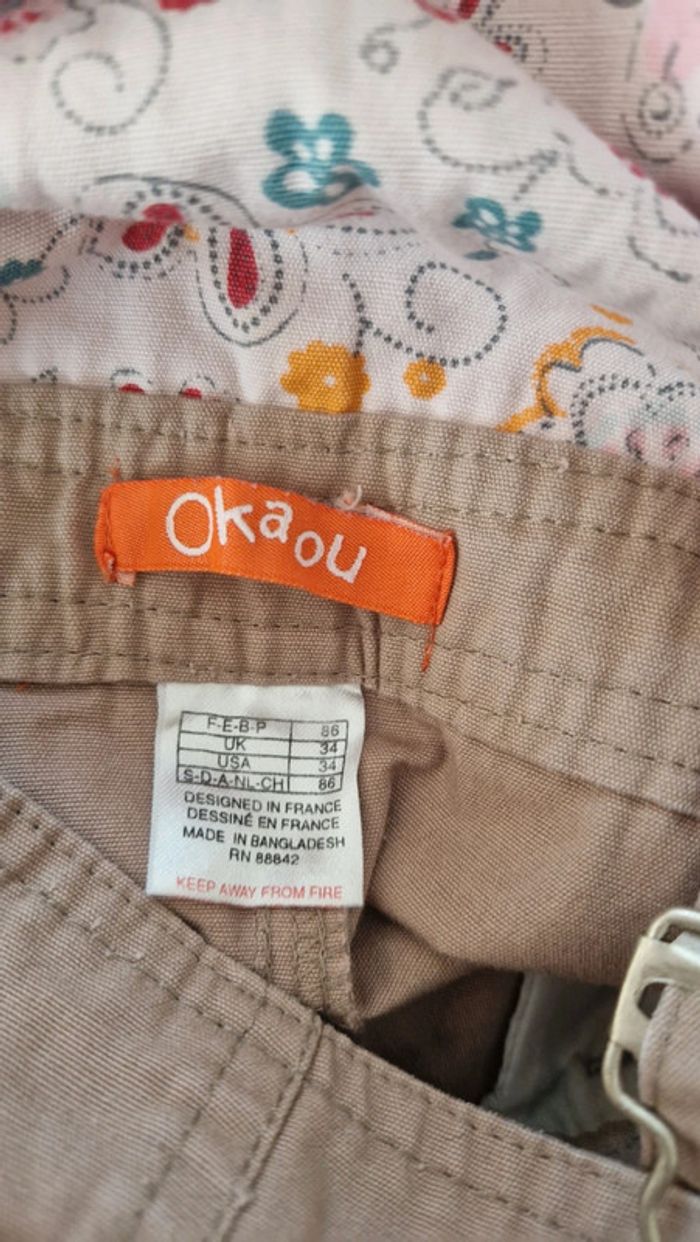 Okaou
F-E-B-P 86
UK 34
USA 34
S-D-A-NL-CH 86
DESIGNED IN FRANCE
DESSINÉ EN FRANCE
MADE IN BANGLADESH
RN 88842
KEEP AWAY FROM FIRE